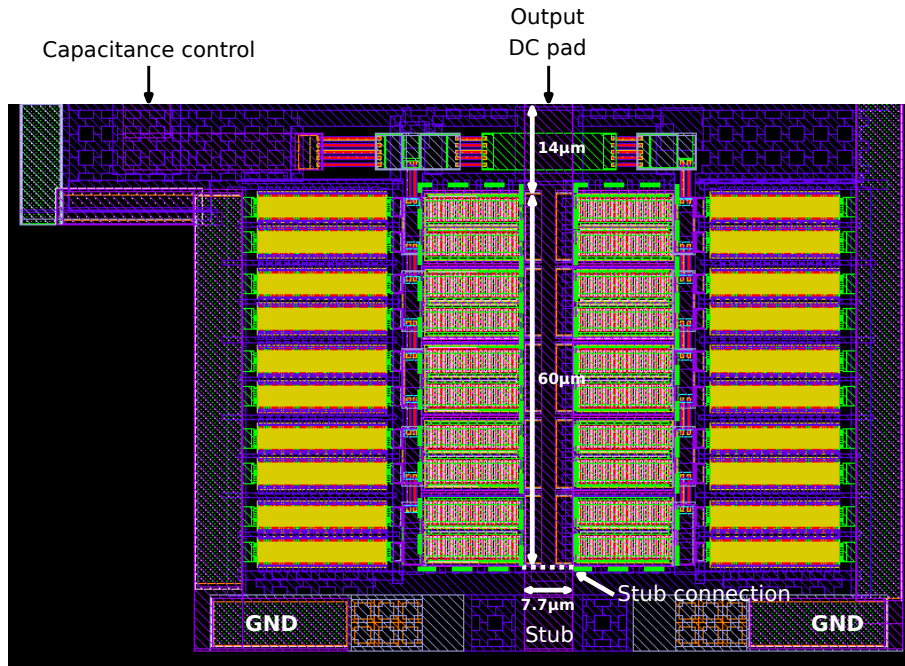 Output
DC pad
Capacitance control
14μm
60μm
7.7μm
Stub connection
GND
Stub
GND